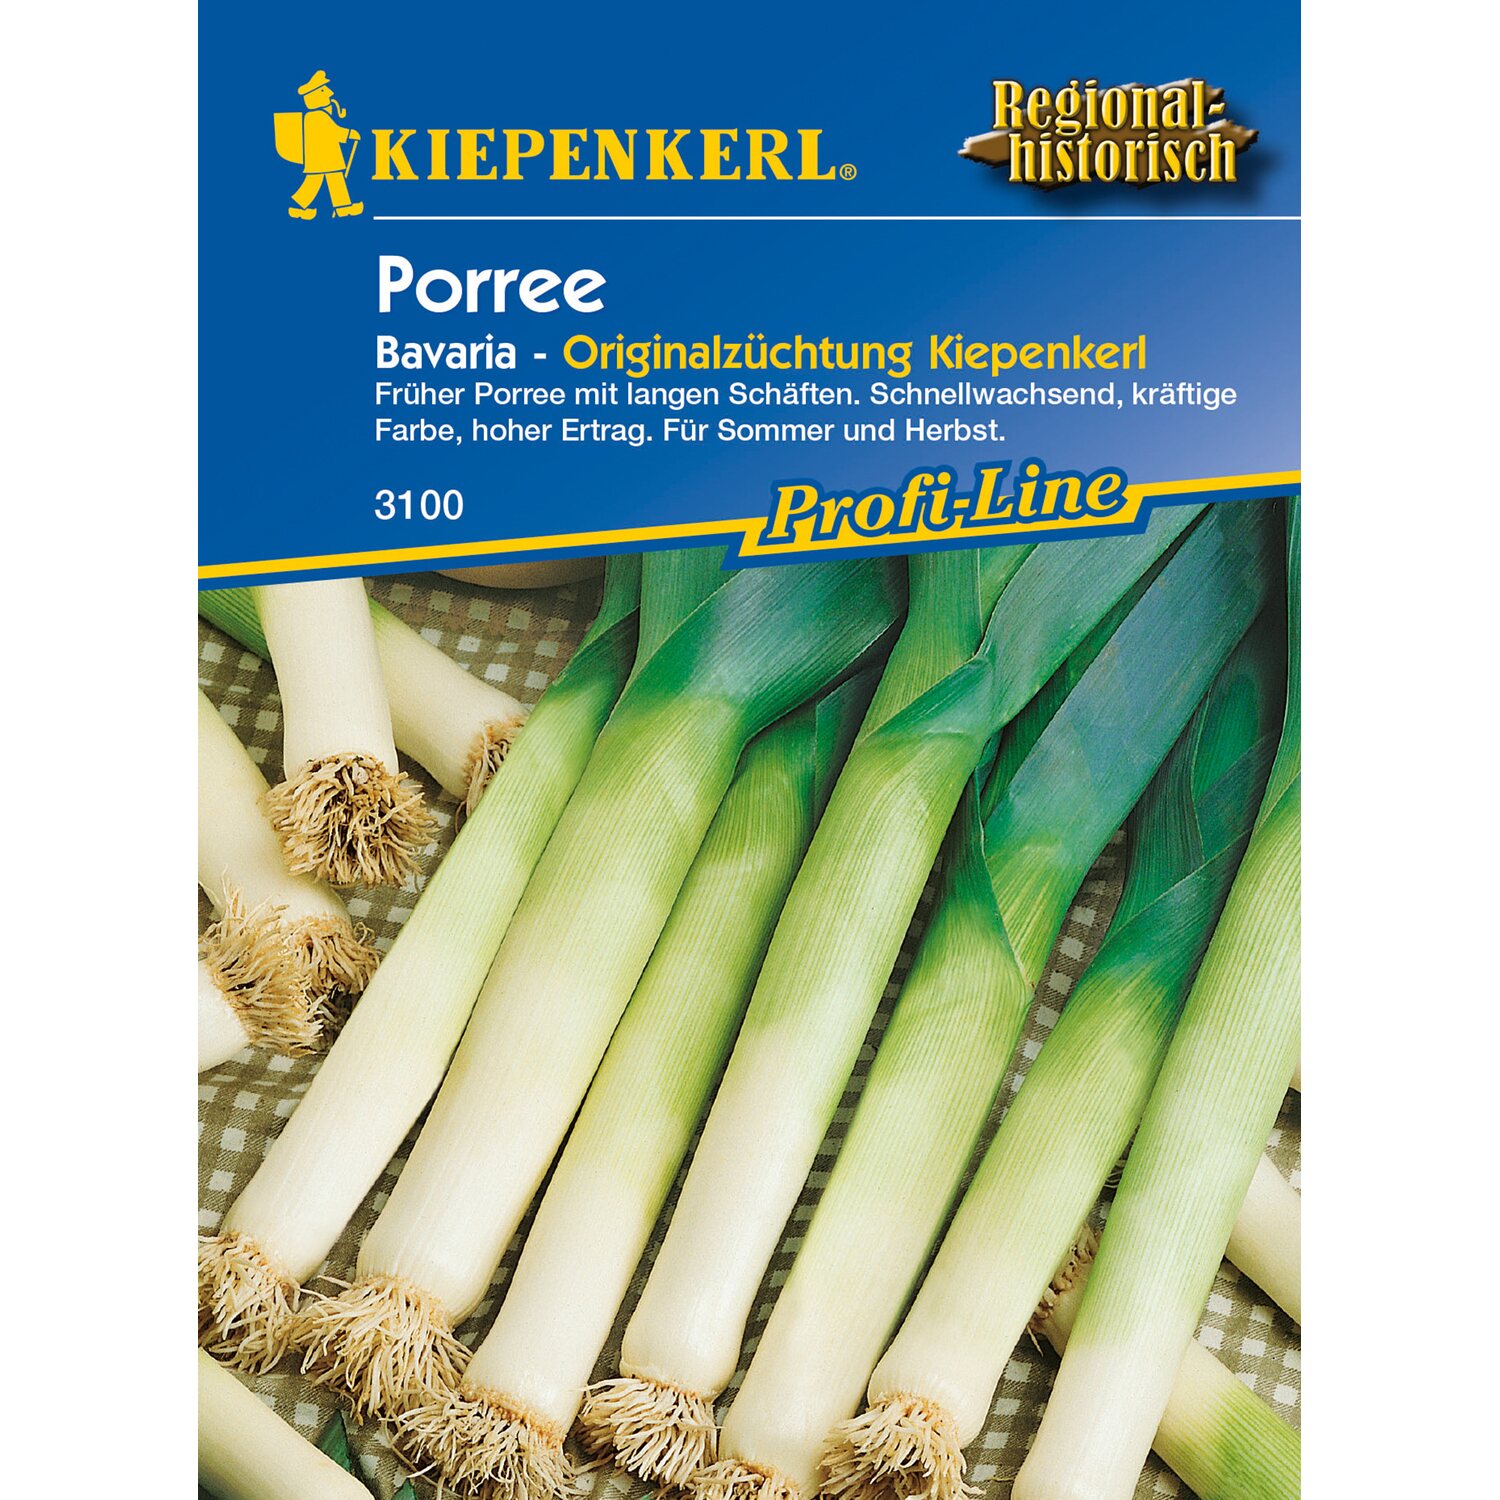 KIEPENKERL®
Regional-
historisch
Porree
Bavaria - Originalzüchtung Kiepenkerl
Früher Porree mit langen Schäften. Schnellwachsend, kräftige
Farbe, hoher Ertrag. Für Sommer und Herbst.
3100
Profi-Line